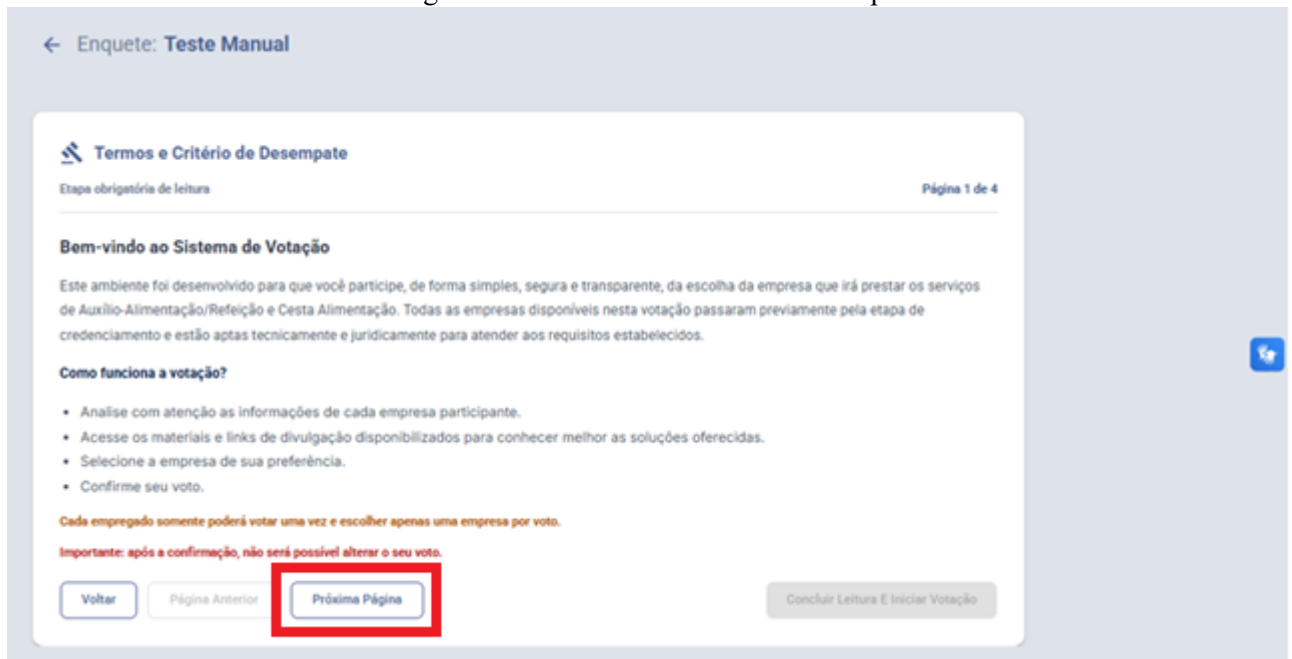 ← Enquete: Teste Manual
Termos e Critério de Desempate
Etapa obrigatória de leitura
Página 1 de 4
Bem-vindo ao Sistema de Votação
Este ambiente foi desenvolvido para que você participe, de forma simples, segura e transparente, da escolha da empresa que irá prestar os serviços
de Auxílio-Alimentação/Refeição e Cesta Alimentação. Todas as empresas disponíveis nesta votação passaram previamente pela etapa de
credenciamento e estão aptas tecnicamente e juridicamente para atender aos requisitos estabelecidos.
Como funciona a votação?
• Analise com atenção as informações de cada empresa participante.
• Acesse os materiais e links de divulgação disponibilizados para conhecer melhor as soluções oferecidas.
• Selecione a empresa de sua preferência.
• Confirme seu voto.
Cada empregado somente poderá votar uma vez e escolher apenas uma empresa por voto.
Importante: após a confirmação, não será possível alterar o seu voto.
Voltar
Página Anterior
Próxima Página
Concluir Leitura E Iniciar Votação